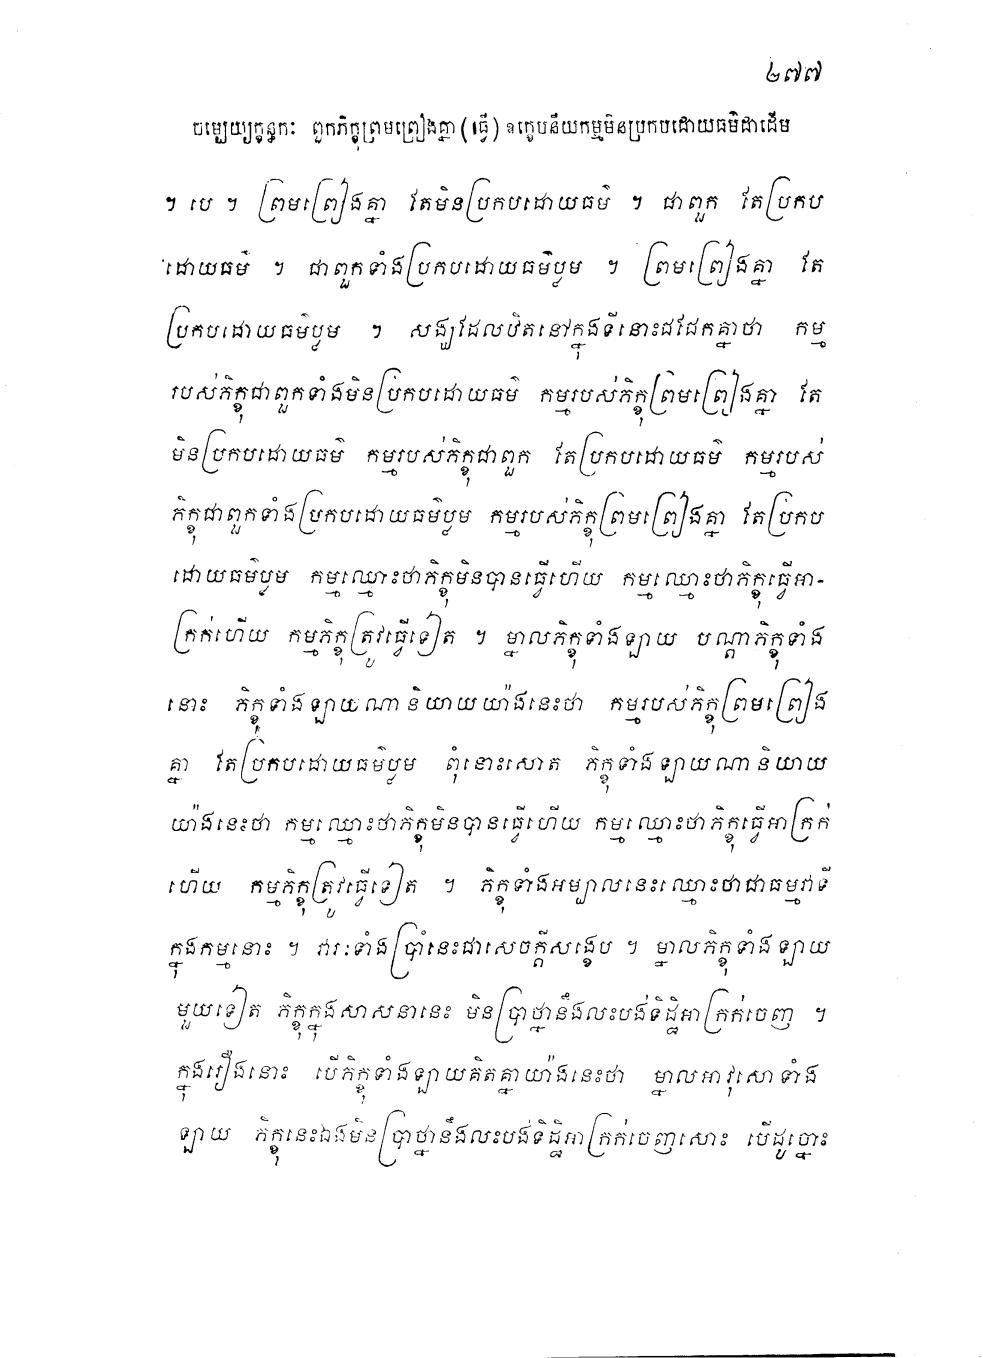 ២៧៧
ចម្បេយ្យក្ខន្ធកៈ ពួកភិក្ខុព្រមព្រៀងគ្នា (ធ្វើ) ឧក្ខេបនីយកម្មមិនប្រកបដោយធម៌ជាដើម
។ បេ ។ ព្រមព្រៀងគ្នា តែមិនប្រកបដោយធម៌ ។ ជាពួក តែប្រកប
ដោយធម៌ ។ ជាពួកទាំងប្រកបដោយធម៌ប្លម ។ ព្រមព្រៀងគ្នា តែ
ប្រកបដោយធម៌ប្លម ។ សង្ឃដែលឋិតនៅក្នុងទីនោះជជែកគ្នាថា កម្ម
របស់ភិក្ខុជាពួកទាំងមិនប្រកបដោយធម៌ កម្មរបស់ភិក្ខុព្រមព្រៀងគ្នា តែ
មិនប្រកបដោយធម៌ កម្មរបស់ភិក្ខុជាពួក តែប្រកបដោយធម៌ កម្មរបស់
ភិក្ខុជាពួកទាំងប្រកបដោយធម៌ប្លម កម្មរបស់ភិក្ខុព្រមព្រៀងគ្នា តែប្រកប
ដោយធម៌ប្លម កម្មឈ្មោះថាភិក្ខុមិនបានធ្វើហើយ កម្មឈ្មោះថាភិក្ខុធ្វើអា-
ក្រក់ហើយ កម្មភិក្ខុត្រូវធ្វើទៀត ។ ម្នាលភិក្ខុទាំងឡាយ បណ្តាភិក្ខុទាំង
នោះ ភិក្ខុទាំងឡាយណានិយាយយ៉ាងនេះថា កម្មរបស់ភិក្ខុព្រមព្រៀង
គ្នា តែប្រកបដោយធម៌ប្លម ពុំនោះសោត ភិក្ខុទាំងឡាយណានិយាយ
យ៉ាងនេះថា កម្មឈ្មោះថាភិក្ខុមិនបានធ្វើហើយ កម្មឈ្មោះថាភិក្ខុធ្វើអាក្រក់
ហើយ កម្មភិក្ខុត្រូវធ្វើទៀត ។ ភិក្ខុទាំងអម្បាលនេះឈ្មោះថាជាធម្មវាទី
ក្នុងកម្មនោះ ។ វារៈទាំងប្រាំនេះជាសេចក្តីសង្ខេប ។ ម្នាលភិក្ខុទាំងឡាយ
មួយទៀត ភិក្ខុក្នុងសាសនានេះ មិនប្រាថ្នានឹងលះបង់ទិដ្ឋិអាក្រក់ចេញ ។
ក្នុងរឿងនោះ បើភិក្ខុទាំងឡាយគិតគ្នាយ៉ាងនេះថា ម្នាលអាវុសោទាំង
ឡាយ ភិក្ខុនេះឯងមិនប្រាថ្នានឹងលះបង់ទិដ្ឋិអាក្រក់ចេញសោះ បើដូច្នោះ